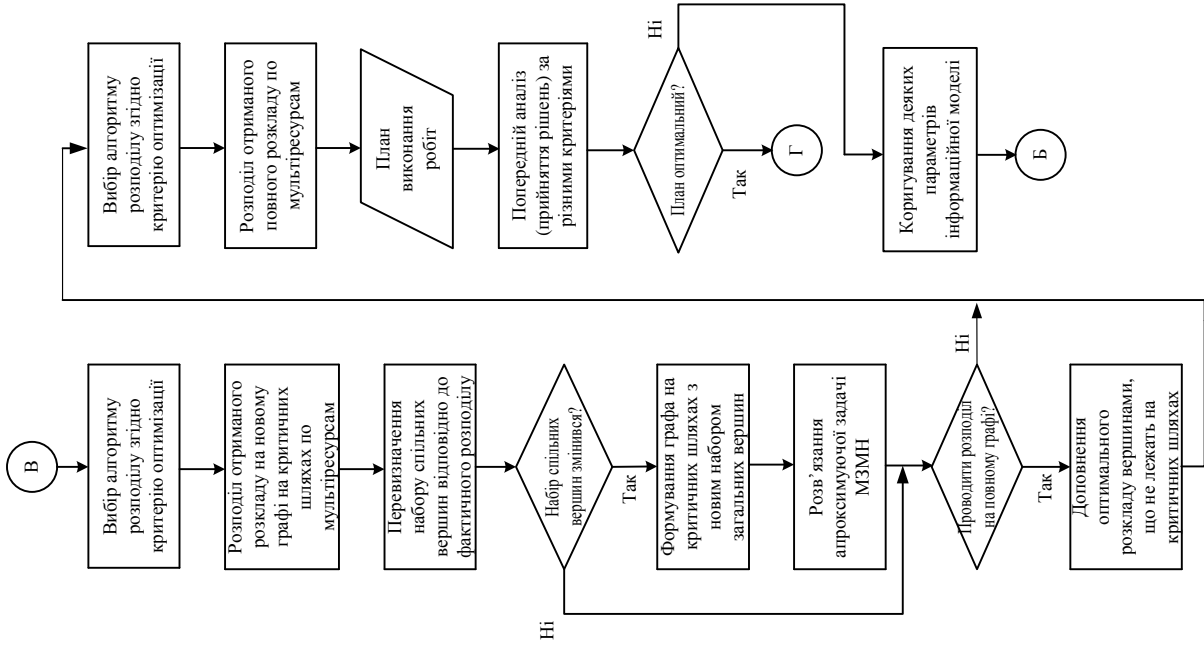 В
Вибір алгоритму
розподілу згідно
критерію оптимізації
Розподіл отриманого
розкладу на новому
графі на критичних
шляхах по
мультіресурсам
Перевизначення
набору спільних
вершин відповідно до
фактичного розподілу
Набір спільних
вершин змінився?
Ні
Так
Формування графа на
критичних шляхах з
новим набором
загальних вершин
Розв’язання
апроксимуючої задачі
МЗМН
Проводити розподіл
на повному графі?
Ні
Так
Доповнення
оптимального
розкладу вершинами,
що не лежать на
критичних шляхах
Вибір алгоритму
розподілу згідно
критерію оптимізації
Розподіл отриманого
повного розкладу по
мультіресурсам
План
виконання
робіт
Попередній аналіз
(прийняття рішень) за
різними критеріями
План оптимальний?
Ні
Так
Г
Коригування деяких
параметрів
інформаційної моделі
Б